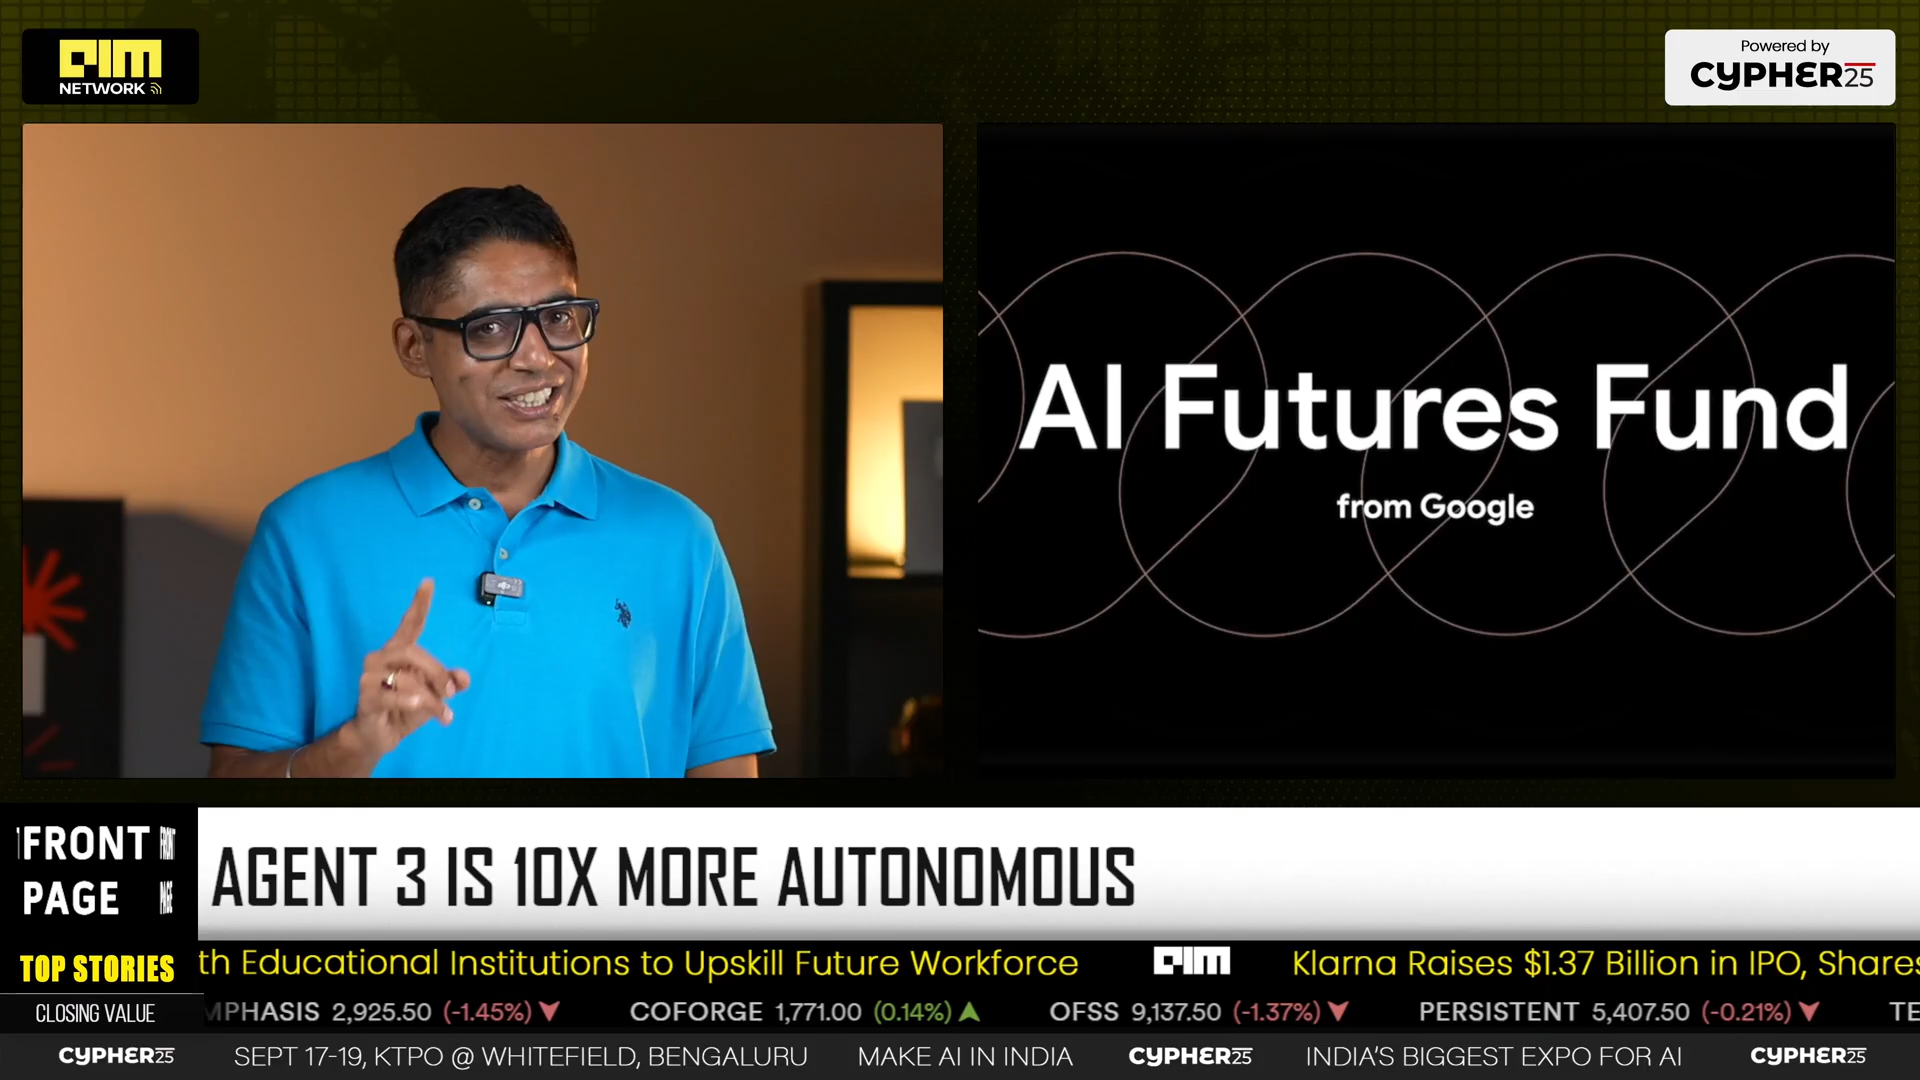 AIM
NETWORK
Powered by
CYPHER25
AI Futures Fund
from Google
FRONT
PAGE
AGENT 3 IS 10X MORE AUTONOMOUS
TOP STORIES
th Educational Institutions to Upskill Future Workforce AIM Klarna Raises $1.37 Billion in IPO, Shares
CLOSING VALUE
MPHASIS 2,925.50 (-1.45%) COFORGE 1,771.00 (0.14%) OFSS 9,137.50 (-1.37%) PERSISTENT 5,407.50 (-0.21%) TE
CYPHER25 SEPT 17-19, KTPO @ WHITEFIELD, BENGALURU MAKE AI IN INDIA CYPHER25 INDIA'S BIGGEST EXPO FOR AI CYPHER25